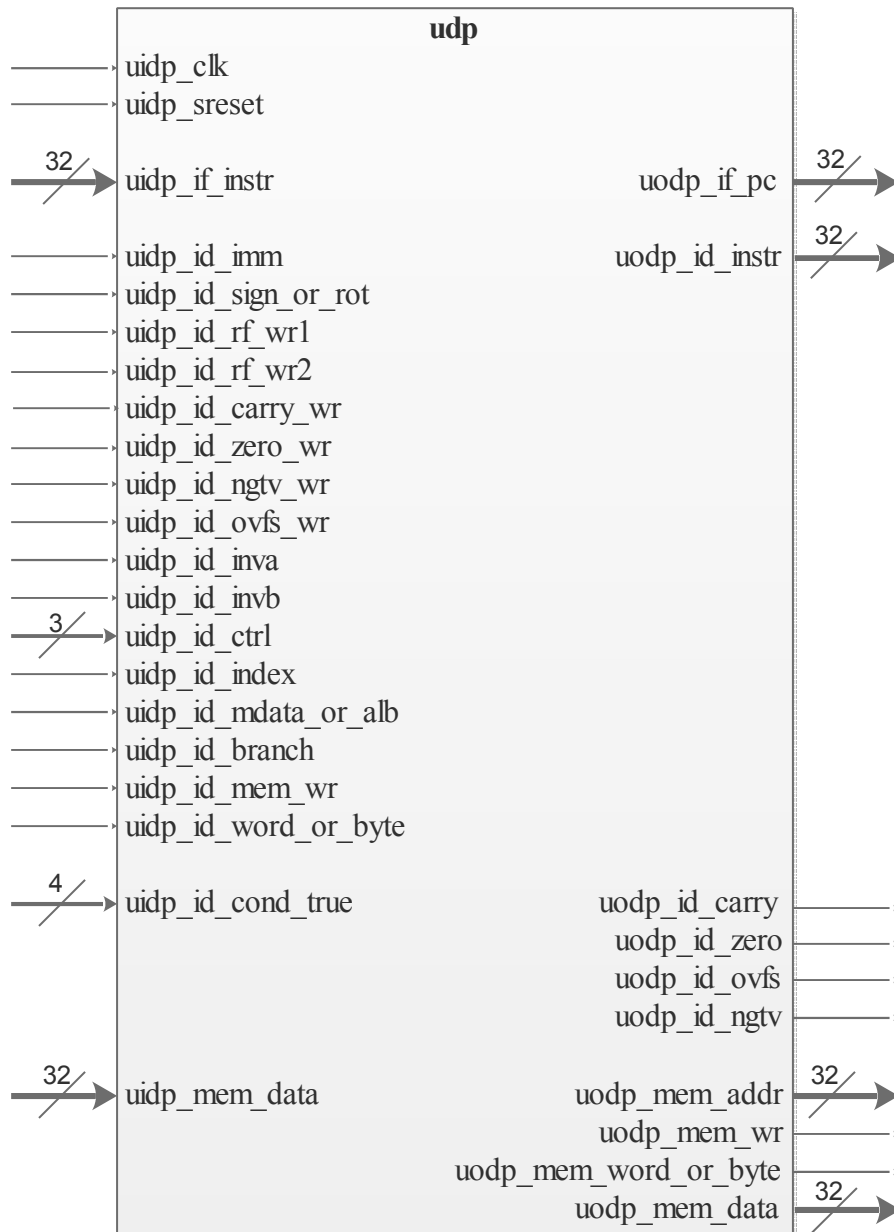 udp
uidp_clk
uidp_sreset
32
uidp_if_instr
uodp_if_pc
32
uidp_id_imm
uodp_id_instr
32
uidp_id_sign_or_rot
uidp_id_rf_wr1
uidp_id_rf_wr2
uidp_id_carry_wr
uidp_id_zero_wr
uidp_id_ngtv_wr
uidp_id_ovfs_wr
uidp_id_inva
uidp_id_invb
3
uidp_id_ctrl
uidp_id_index
uidp_id_mdata_or_alb
uidp_id_branch
uidp_id_mem_wr
uidp_id_word_or_byte
4
uidp_id_cond_true
uodp_id_carry
uodp_id_zero
uodp_id_ovfs
uodp_id_ngtv
32
uidp_mem_data
uodp_mem_addr
32
uodp_mem_wr
uodp_mem_word_or_byte
uodp_mem_data
32